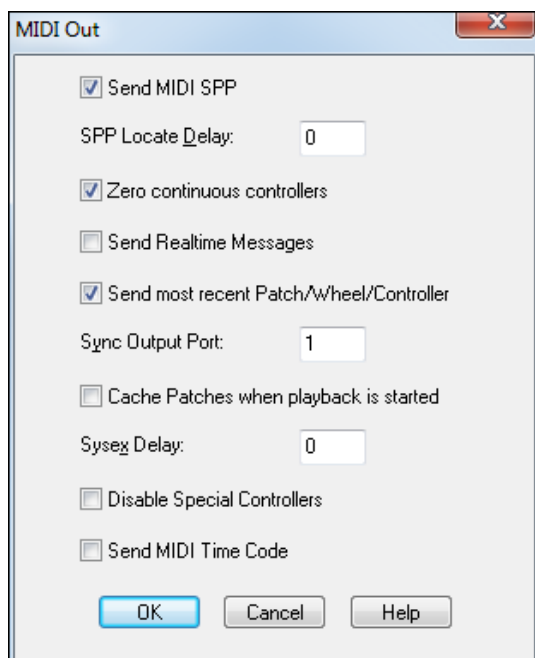 MIDI Out
Send MIDI SPP
SPP Locate Delay: 0
Zero continuous controllers
Send Realtime Messages
Send most recent Patch/Wheel/Controller
Sync Output Port: 1
Cache Patches when playback is started
Sysex Delay: 0
Disable Special Controllers
Send MIDI Time Code
OK Cancel Help